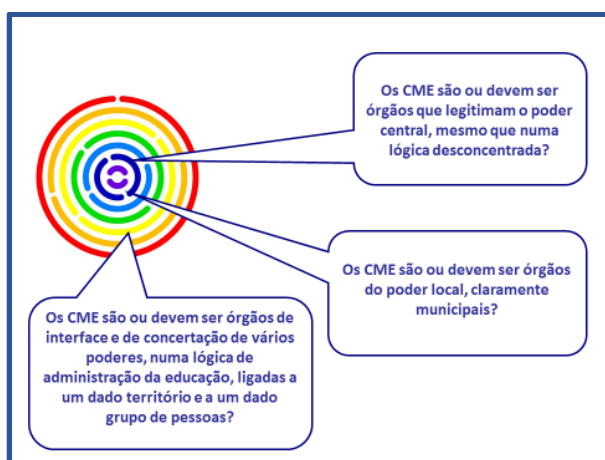 Os CME são ou devem ser
órgãos que legitimam o poder
central, mesmo que numa
lógica desconcentrada?
Os CME são ou devem ser órgãos
do poder local, claramente
municipais?
Os CME são ou devem ser órgãos de
interface e de concertação de vários
poderes, numa lógica de
administração da educação, ligadas a
um dado território e a um dado
grupo de pessoas?